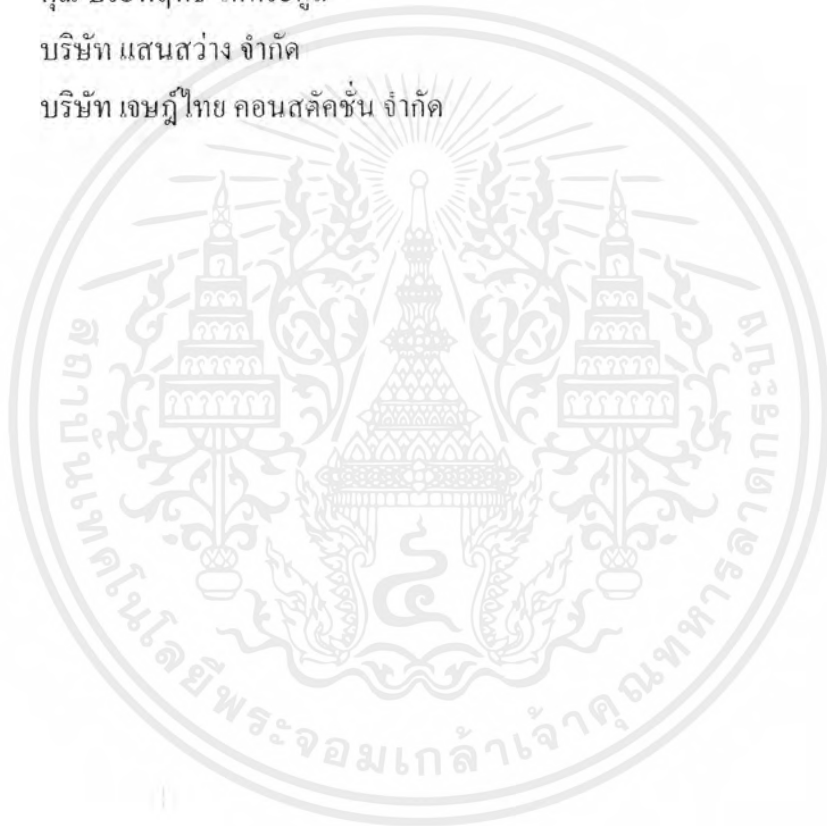 บริษัท แสนสว่าง จำกัด
บริษัท เจษฎ์ไทย คอนสตัคชั่น จำกัด
สถาบันเทคโนโลยีพระจอมเกล้าเจ้าคุณทหารลาดกระบัง